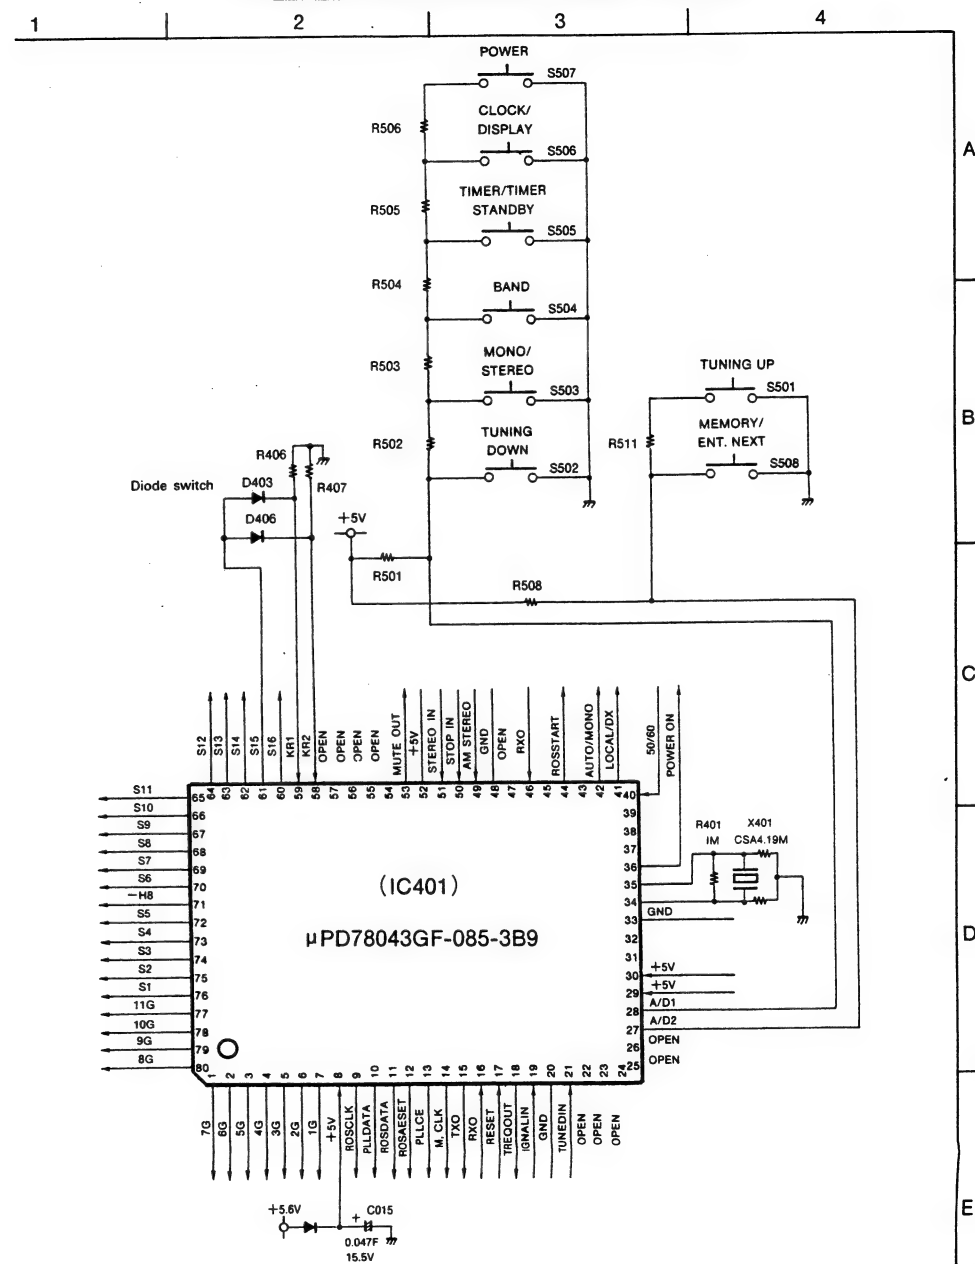 1 2 3 4
A
B
C
D
E
POWER
S507
R506
CLOCK/
DISPLAY
S506
R505
TIMER/TIMER
STANDBY
S505
R504
BAND
S504
R503
MONO/
STEREO
S503
R502
TUNING
DOWN
S502
TUNING UP
S501
R511
MEMORY/
ENT. NEXT
S508
R406
R407
Diode switch
D403
D406
+5V
R501
R508
S12
S13
S14
S15
S16
KR1
KR2
OPEN
OPEN
OPEN
OPEN
MUTE OUT
+5V
STEREO IN
STOP IN
AM STEREO
GND
OPEN
RXO
ROSSTART
AUTO/MONO
LOCAL/DX
50/60
POWER ON
64 63 62 61 60 59 58 57 56 55 54 53 52 51 50 49 48 47 46 45 44 43 42 41
S11 65
S10 66
S9 67
S8 68
S7 69
S6 70
-H8 71
S5 72
S4 73
S3 74
S2 75
S1 76
11G 77
10G 78
9G 79
8G 80
(IC401)
μPD78043GF-085-3B9
40
39
38
37
36
35
34
33 GND
32
31
30 +5V
29 +5V
28 A/D1
27 A/D2
26 OPEN
25 OPEN
R401
IM
X401
CSA4.19M
1 2 3 4 5 6 7 8 9 10 11 12 13 14 15 16 17 18 19 20 21 22 23 24
7G
6G
5G
4G
3G
2G
1G
+5V
ROSCLK
PLLDATA
ROSDATA
ROSAESET
PLLCE
M, CLK
TXO
RXO
RESET
TREQOUT
IGNALIN
GND
TUNEDIN
OPEN
OPEN
OPEN
+5.6V
+ C015
0.047F
15.5V